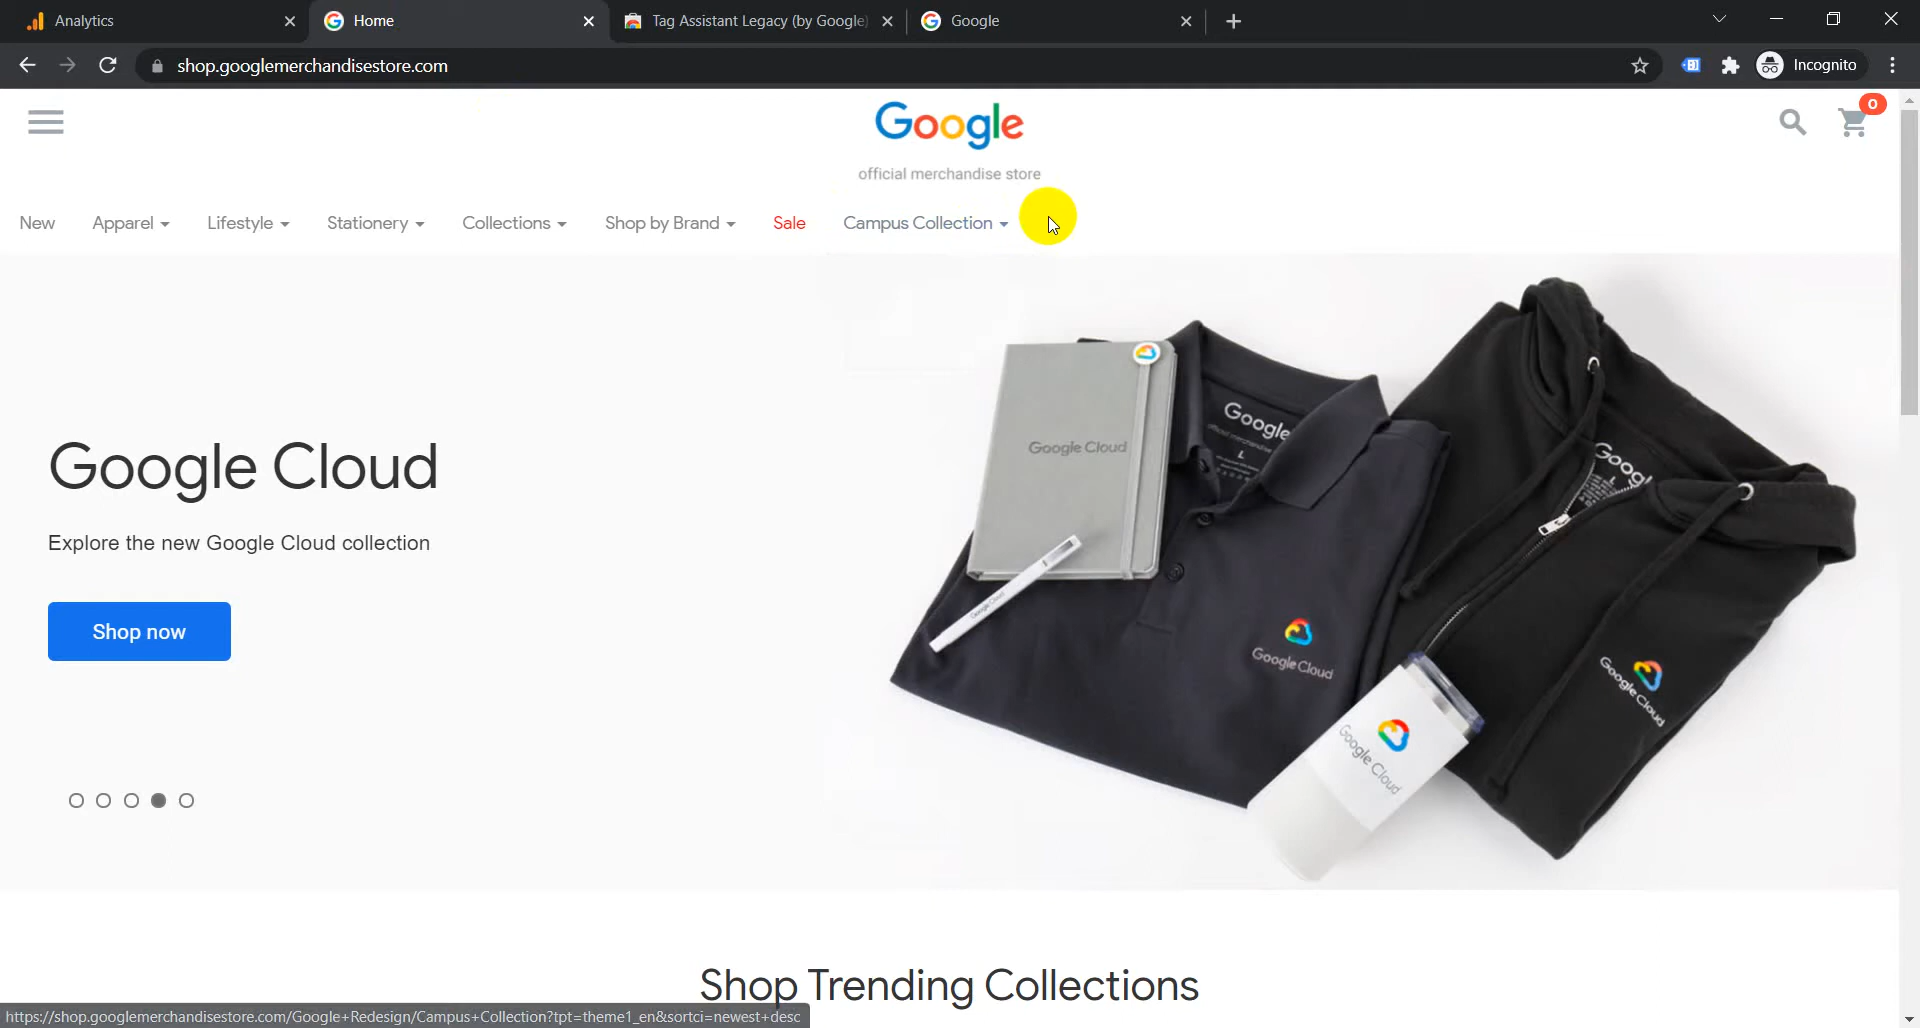 Analytics
Home
Tag Assistant Legacy (by Google)
Google
shop.googlemerchandisestore.com
Incognito
Google
0
official merchandise store
New
Apparel
Lifestyle
Stationery
Collections
Shop by Brand
Sale
Campus Collection
Google Cloud
Explore the new Google Cloud collection
Shop now
Google
L
Google Cloud
Google Cloud
Google Cloud
Google Cloud
Google Cloud
Googl
Shop Trending Collections
https://shop.googlemerchandisestore.com/Google+Redesign/Campus+Collection?tpt=theme1_en&sortci=newest+desc